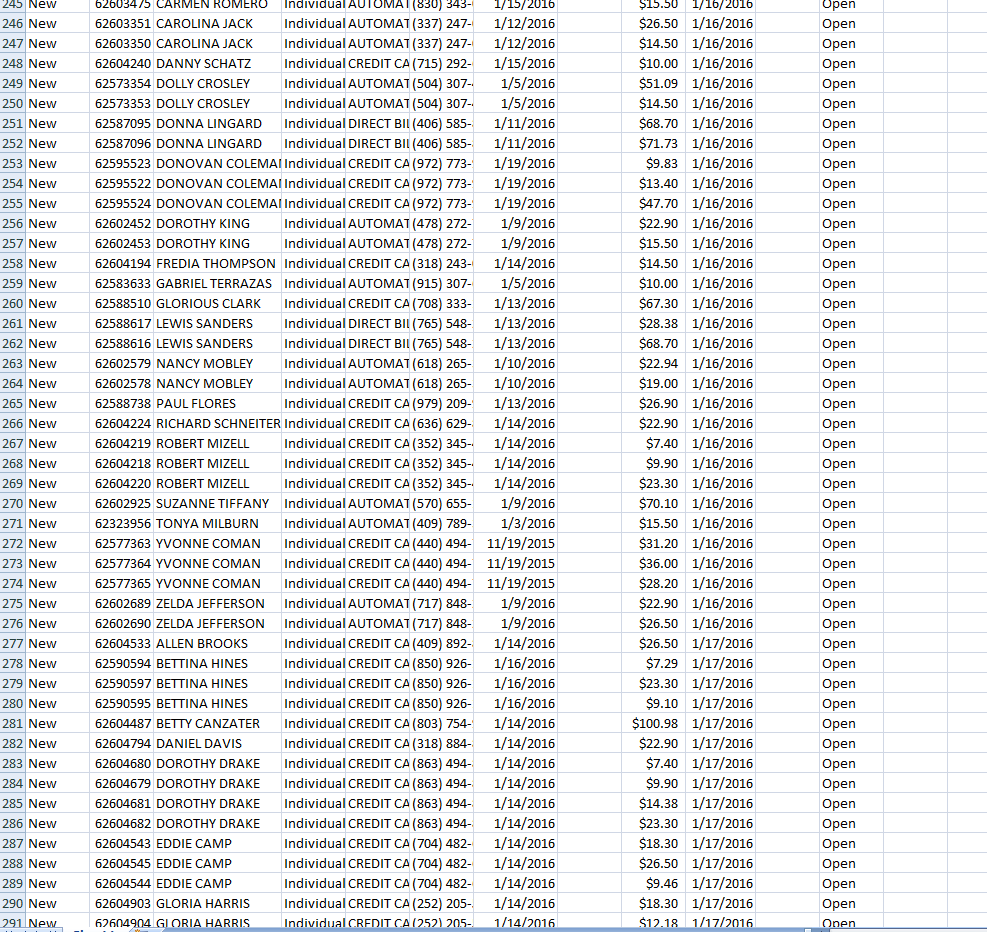 245 New 62603475 CARMEN ROMERO Individual AUTOMAT (830) 343- 1/15/2016 $15.50 1/16/2016 Open
246 New 62603351 CAROLINA JACK Individual AUTOMAT (337) 247- 1/12/2016 $26.50 1/16/2016 Open
247 New 62603350 CAROLINA JACK Individual AUTOMAT (337) 247- 1/12/2016 $14.50 1/16/2016 Open
248 New 62604240 DANNY SCHATZ Individual CREDIT CA (715) 292- 1/15/2016 $10.00 1/16/2016 Open
249 New 62573354 DOLLY CROSLEY Individual AUTOMAT (504) 307- 1/5/2016 $51.09 1/16/2016 Open
250 New 62573353 DOLLY CROSLEY Individual AUTOMAT (504) 307- 1/5/2016 $14.50 1/16/2016 Open
251 New 62587095 DONNA LINGARD Individual DIRECT BIL (406) 585- 1/11/2016 $68.70 1/16/2016 Open
252 New 62587096 DONNA LINGARD Individual DIRECT BIL (406) 585- 1/11/2016 $71.73 1/16/2016 Open
253 New 62595523 DONOVAN COLEMAN Individual CREDIT CA (972) 773- 1/19/2016 $9.83 1/16/2016 Open
254 New 62595522 DONOVAN COLEMAN Individual CREDIT CA (972) 773- 1/19/2016 $13.40 1/16/2016 Open
255 New 62595524 DONOVAN COLEMAN Individual CREDIT CA (972) 773- 1/19/2016 $47.70 1/16/2016 Open
256 New 62602452 DOROTHY KING Individual AUTOMAT (478) 272- 1/9/2016 $22.90 1/16/2016 Open
257 New 62602453 DOROTHY KING Individual AUTOMAT (478) 272- 1/9/2016 $15.50 1/16/2016 Open
258 New 62604194 FREDIA THOMPSON Individual CREDIT CA (318) 243- 1/14/2016 $14.50 1/16/2016 Open
259 New 62583633 GABRIEL TERRAZAS Individual AUTOMAT (915) 307- 1/5/2016 $10.00 1/16/2016 Open
260 New 62588510 GLORIOUS CLARK Individual CREDIT CA (708) 333- 1/13/2016 $67.30 1/16/2016 Open
261 New 62588617 LEWIS SANDERS Individual DIRECT BIL (765) 548- 1/13/2016 $28.38 1/16/2016 Open
262 New 62588616 LEWIS SANDERS Individual DIRECT BIL (765) 548- 1/13/2016 $68.70 1/16/2016 Open
263 New 62602579 NANCY MOBLEY Individual AUTOMAT (618) 265- 1/10/2016 $22.94 1/16/2016 Open
264 New 62602578 NANCY MOBLEY Individual AUTOMAT (618) 265- 1/10/2016 $19.00 1/16/2016 Open
265 New 62588738 PAUL FLORES Individual CREDIT CA (979) 209- 1/13/2016 $26.90 1/16/2016 Open
266 New 62604224 RICHARD SCHNEITER Individual CREDIT CA (636) 629- 1/14/2016 $22.90 1/16/2016 Open
267 New 62604219 ROBERT MIZELL Individual CREDIT CA (352) 345- 1/14/2016 $7.40 1/16/2016 Open
268 New 62604218 ROBERT MIZELL Individual CREDIT CA (352) 345- 1/14/2016 $9.90 1/16/2016 Open
269 New 62604220 ROBERT MIZELL Individual CREDIT CA (352) 345- 1/14/2016 $23.30 1/16/2016 Open
270 New 62602925 SUZANNE TIFFANY Individual AUTOMAT (570) 655- 1/9/2016 $70.10 1/16/2016 Open
271 New 62323956 TONYA MILBURN Individual AUTOMAT (409) 789- 1/3/2016 $15.50 1/16/2016 Open
272 New 62577363 YVONNE COMAN Individual CREDIT CA (440) 494- 11/19/2015 $31.20 1/16/2016 Open
273 New 62577364 YVONNE COMAN Individual CREDIT CA (440) 494- 11/19/2015 $36.00 1/16/2016 Open
274 New 62577365 YVONNE COMAN Individual CREDIT CA (440) 494- 11/19/2015 $28.20 1/16/2016 Open
275 New 62602689 ZELDA JEFFERSON Individual AUTOMAT (717) 848- 1/9/2016 $22.90 1/16/2016 Open
276 New 62602690 ZELDA JEFFERSON Individual AUTOMAT (717) 848- 1/9/2016 $26.50 1/16/2016 Open
277 New 62604533 ALLEN BROOKS Individual CREDIT CA (409) 892- 1/14/2016 $26.50 1/17/2016 Open
278 New 62590594 BETTINA HINES Individual CREDIT CA (850) 926- 1/16/2016 $7.29 1/17/2016 Open
279 New 62590597 BETTINA HINES Individual CREDIT CA (850) 926- 1/16/2016 $23.30 1/17/2016 Open
280 New 62590595 BETTINA HINES Individual CREDIT CA (850) 926- 1/16/2016 $9.10 1/17/2016 Open
281 New 62604487 BETTY CANZATER Individual CREDIT CA (803) 754- 1/14/2016 $100.98 1/17/2016 Open
282 New 62604794 DANIEL DAVIS Individual CREDIT CA (318) 884- 1/14/2016 $22.90 1/17/2016 Open
283 New 62604680 DOROTHY DRAKE Individual CREDIT CA (863) 494- 1/14/2016 $7.40 1/17/2016 Open
284 New 62604679 DOROTHY DRAKE Individual CREDIT CA (863) 494- 1/14/2016 $9.90 1/17/2016 Open
285 New 62604681 DOROTHY DRAKE Individual CREDIT CA (863) 494- 1/14/2016 $14.38 1/17/2016 Open
286 New 62604682 DOROTHY DRAKE Individual CREDIT CA (863) 494- 1/14/2016 $23.30 1/17/2016 Open
287 New 62604543 EDDIE CAMP Individual CREDIT CA (704) 482- 1/14/2016 $18.30 1/17/2016 Open
288 New 62604545 EDDIE CAMP Individual CREDIT CA (704) 482- 1/14/2016 $26.50 1/17/2016 Open
289 New 62604544 EDDIE CAMP Individual CREDIT CA (704) 482- 1/14/2016 $9.46 1/17/2016 Open
290 New 62604903 GLORIA HARRIS Individual CREDIT CA (252) 205- 1/14/2016 $18.30 1/17/2016 Open
291 New 62604904 GLORIA HARRIS Individual CREDIT CA (252) 205- 1/14/2016 $12.18 1/17/2016 Open